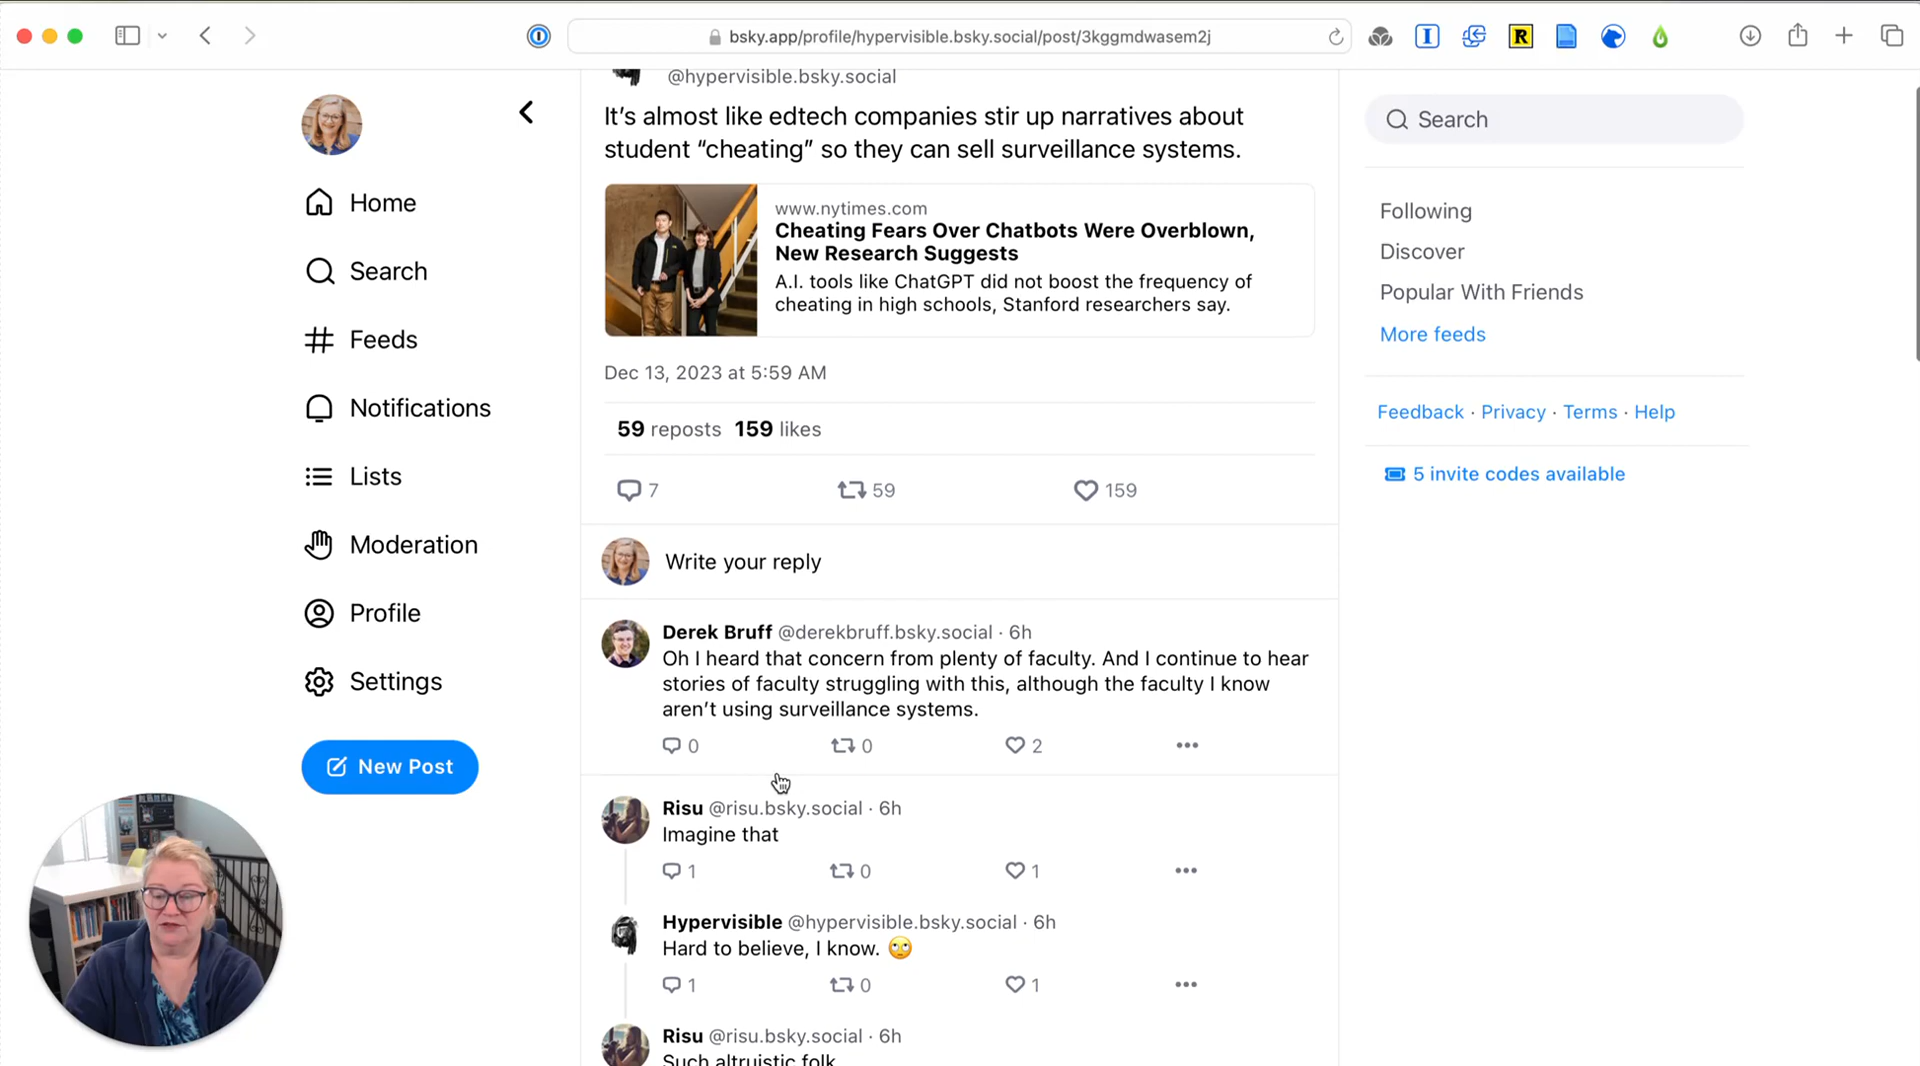 bsky.app/profile/hypervisible.bsky.social/post/3kggmdwasem2j
I
R
@hypervisible.bsky.social
It’s almost like edtech companies stir up narratives about
student “cheating” so they can sell surveillance systems.
www.nytimes.com
Cheating Fears Over Chatbots Were Overblown,
New Research Suggests
A.I. tools like ChatGPT did not boost the frequency of
cheating in high schools, Stanford researchers say.
Dec 13, 2023 at 5:59 AM
59 reposts 159 likes
7 59 159
Write your reply
Derek Bruff @derekbruff.bsky.social · 6h
Oh I heard that concern from plenty of faculty. And I continue to hear
stories of faculty struggling with this, although the faculty I know
aren’t using surveillance systems.
0 0 2
Risu @risu.bsky.social · 6h
Imagine that
1 0 1
Hypervisible @hypervisible.bsky.social · 6h
Hard to believe, I know. 🙄
1 0 1
Risu @risu.bsky.social · 6h
Such altruistic folk
Home
Search
Feeds
Notifications
Lists
Moderation
Profile
Settings
New Post
Search
Following
Discover
Popular With Friends
More feeds
Feedback · Privacy · Terms · Help
5 invite codes available